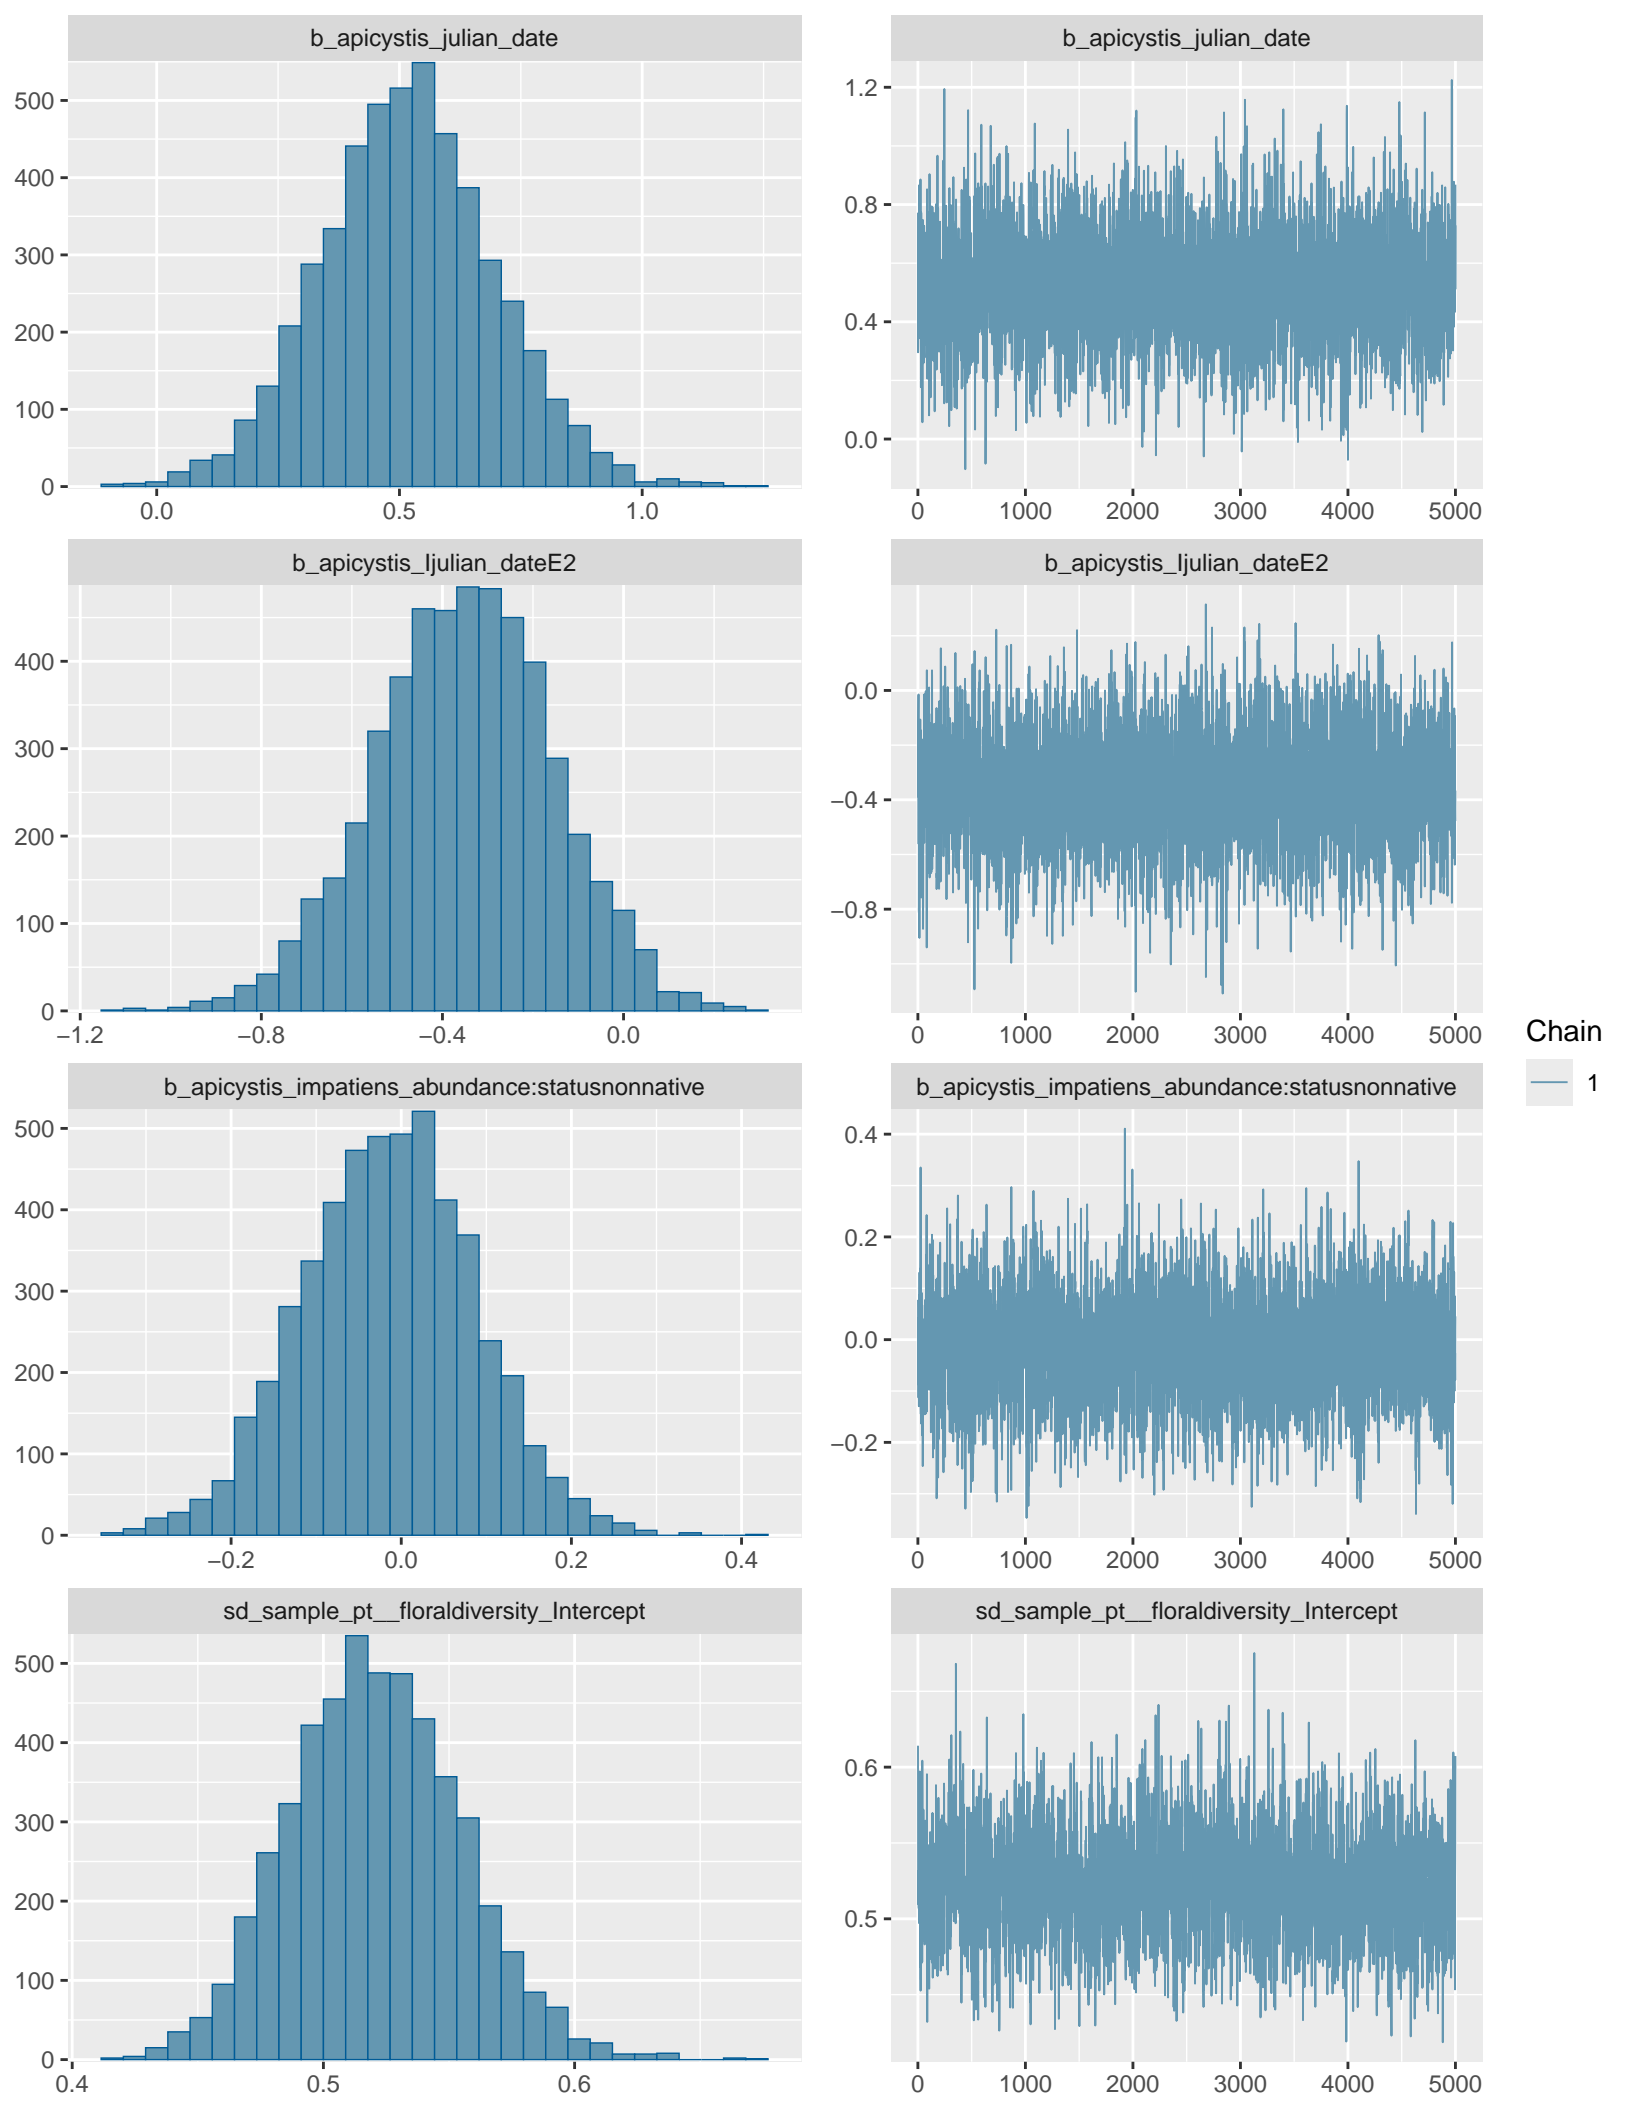 b_apicystis_julian_date
b_apicystis_julian_date
500
400
300
200
100
0
0.0 0.5 1.0
1.2
0.8
0.4
0.0
0 1000 2000 3000 4000 5000
b_apicystis_Ijulian_dateE2
b_apicystis_Ijulian_dateE2
400
300
200
100
0
−1.2 −0.8 −0.4 0.0
0.0
−0.4
−0.8
0 1000 2000 3000 4000 5000
b_apicystis_impatiens_abundance:statusnonnative
b_apicystis_impatiens_abundance:statusnonnative
500
400
300
200
100
0
−0.2 0.0 0.2 0.4
0.4
0.2
0.0
−0.2
0 1000 2000 3000 4000 5000
sd_sample_pt__floraldiversity_Intercept
sd_sample_pt__floraldiversity_Intercept
500
400
300
200
100
0
0.4 0.5 0.6
0.6
0.5
0 1000 2000 3000 4000 5000
Chain
1